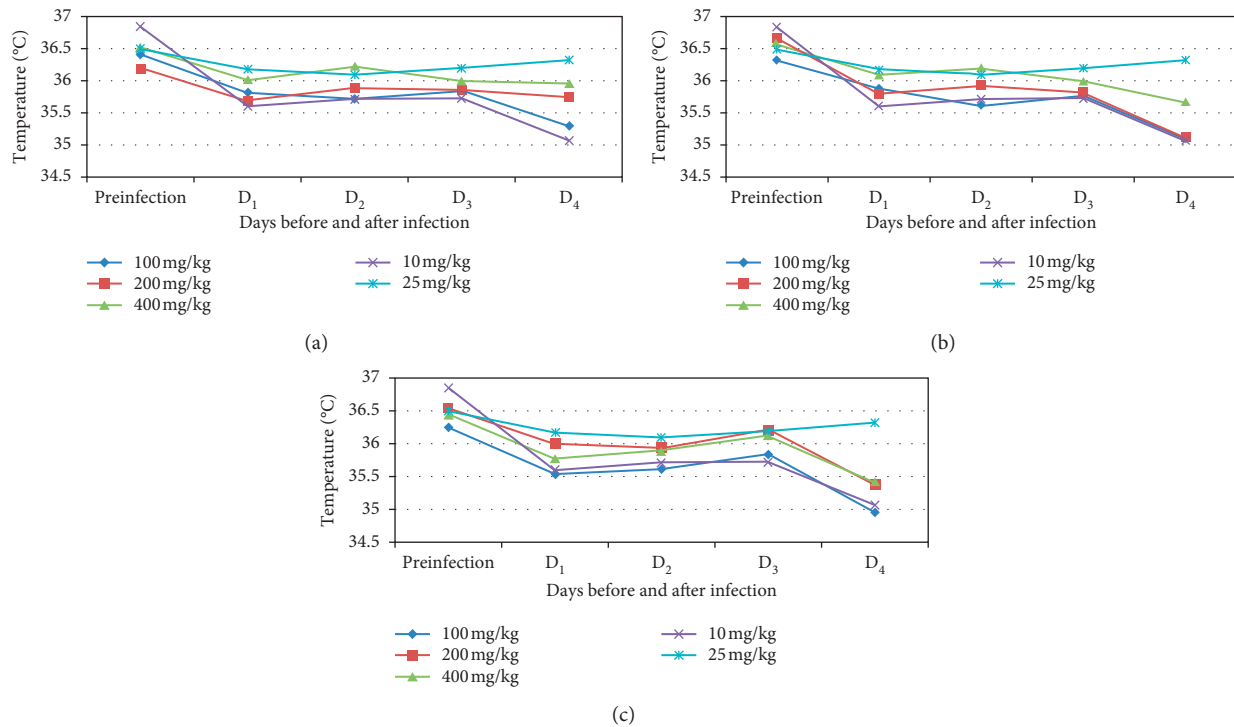 Temperature (°C)
37
36.5
36
35.5
35
34.5
Preinfection D₁ D₂ D₃ D₄
Days before and after infection
100 mg/kg
200 mg/kg
400 mg/kg
10 mg/kg
25 mg/kg
(a)
Temperature (°C)
37
36.5
36
35.5
35
34.5
Preinfection D₁ D₂ D₃ D₄
Days before and after infection
100 mg/kg
200 mg/kg
400 mg/kg
10 mg/kg
25 mg/kg
(b)
Temperature (°C)
37
36.5
36
35.5
35
34.5
Preinfection D₁ D₂ D₃ D₄
Days before and after infection
100 mg/kg
200 mg/kg
400 mg/kg
10 mg/kg
25 mg/kg
(c)